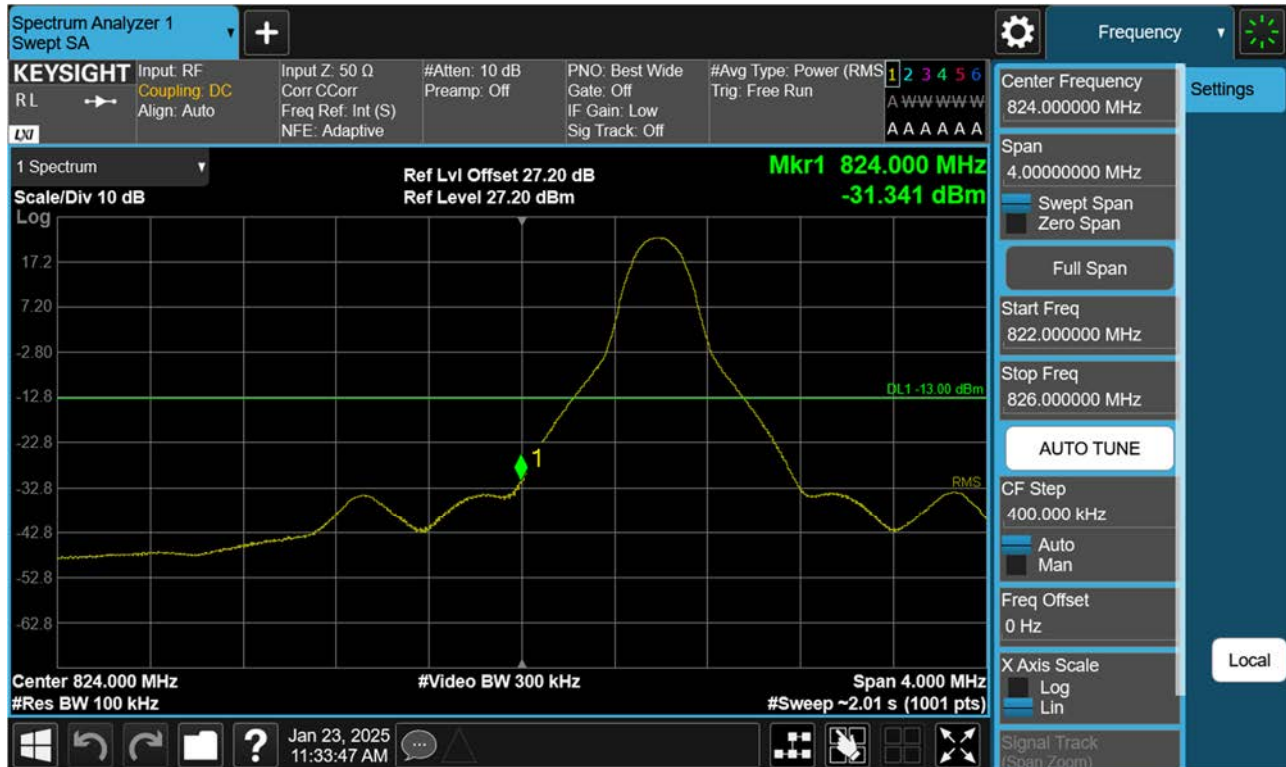 Spectrum Analyzer 1
Swept SA
+
Frequency
KEYSIGHT
RL
LXI
Input: RF
Coupling: DC
Align: Auto
Input Z: 50 Ω
Corr CCorr
Freq Ref: Int (S)
NFE: Adaptive
#Atten: 10 dB
Preamp: Off
PNO: Best Wide
Gate: Off
IF Gain: Low
Sig Track: Off
#Avg Type: Power (RMS
Trig: Free Run
1 2 3 4 5 6
A W W W W W
A A A A A A
1 Spectrum
Scale/Div 10 dB
Log
Ref Lvl Offset 27.20 dB
Ref Level 27.20 dBm
Mkr1 824.000 MHz
-31.341 dBm
17.2
7.20
-2.80
-12.8
-22.8
-32.8
-42.8
-52.8
-62.8
DL1 -13.00 dBm
1
RMS
Center 824.000 MHz
#Res BW 100 kHz
#Video BW 300 kHz
Span 4.000 MHz
#Sweep ~2.01 s (1001 pts)
?
Jan 23, 2025
11:33:47 AM
Center Frequency
824.000000 MHz
Span
4.00000000 MHz
Swept Span
Zero Span
Full Span
Start Freq
822.000000 MHz
Stop Freq
826.000000 MHz
AUTO TUNE
CF Step
400.000 kHz
Auto
Man
Freq Offset
0 Hz
X Axis Scale
Log
Lin
Signal Track
(Span Zoom)
Settings
Local